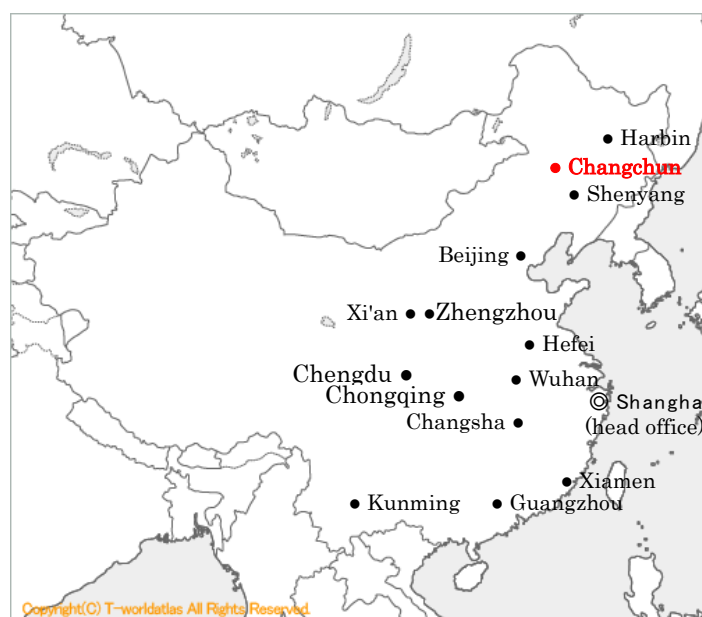 Harbin
Changchun
Shenyang
Beijing
Xi'an
Zhengzhou
Hefei
Chengdu
Wuhan
Chongqing
Shangha
(head office)
Changsha
Xiamen
Kunming
Guangzhou
Copyright(C) T-worldatlas All Rights Reserved.